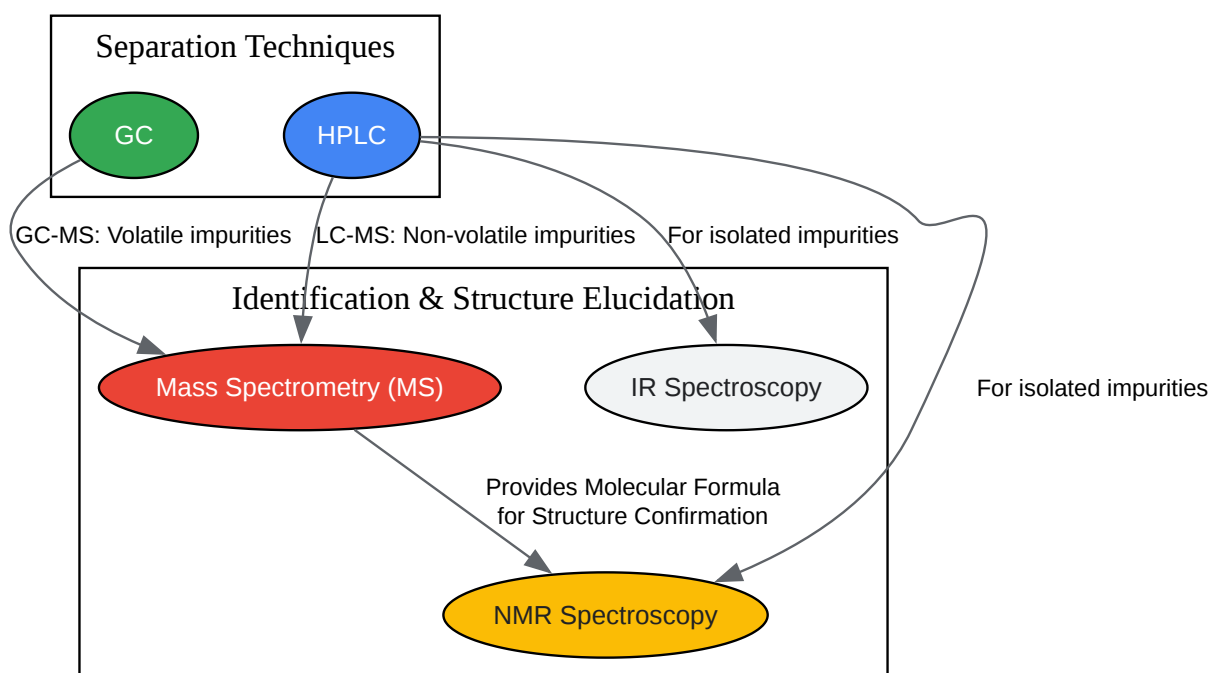 Separation Techniques
GC
HPLC
GC-MS: Volatile impurities
LC-MS: Non-volatile impurities
For isolated impurities
Identification & Structure Elucidation
Mass Spectrometry (MS)
IR Spectroscopy
For isolated impurities
Provides Molecular Formula
for Structure Confirmation
NMR Spectroscopy